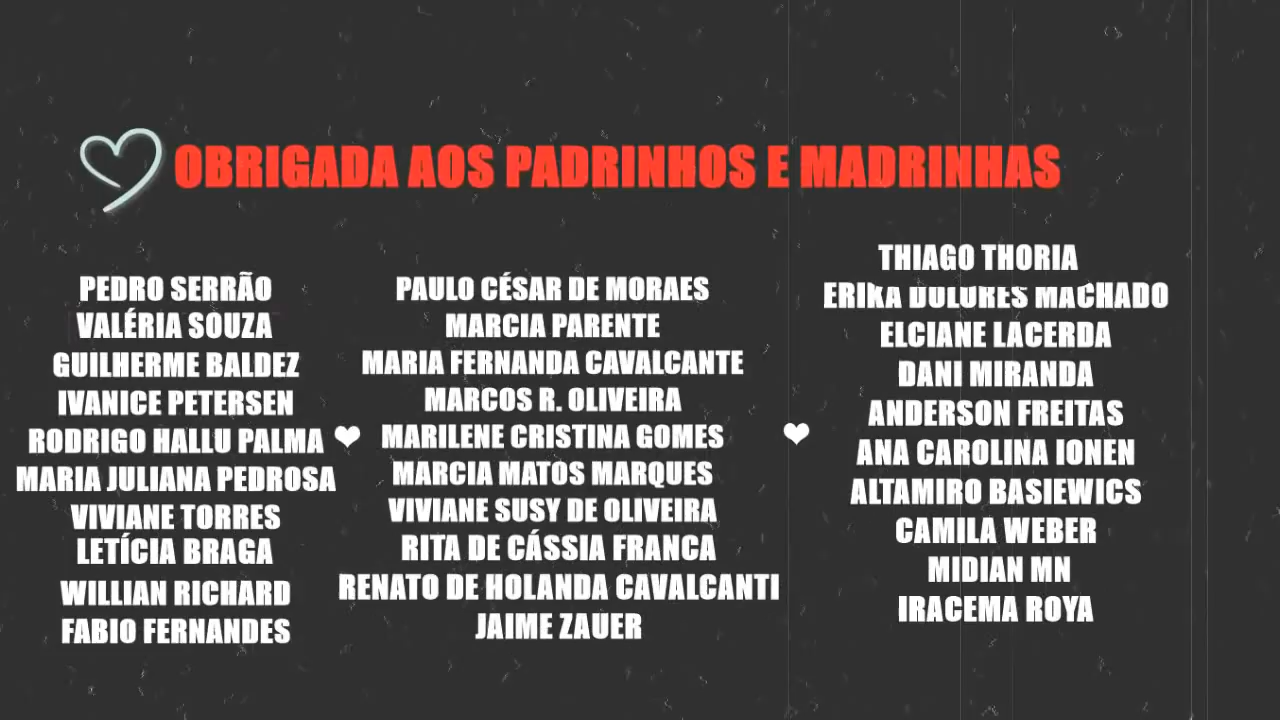 OBRIGADA AOS PADRINHOS E MADRINHAS
PEDRO SERRÃO
VALÉRIA SOUZA
GUILHERME BALDEZ
IVANICE PETERSEN
RODRIGO HALLU PALMA
MARIA JULIANA PEDROSA
VIVIANE TORRES
LETÍCIA BRAGA
WILLIAN RICHARD
FABIO FERNANDES
PAULO CÉSAR DE MORAES
MARCIA PARENTE
MARIA FERNANDA CAVALCANTE
MARCOS R. OLIVEIRA
MARILENE CRISTINA GOMES
MARCIA MATOS MARQUES
VIVIANE SUSY DE OLIVEIRA
RITA DE CÁSSIA FRANCA
RENATO DE HOLANDA CAVALCANTI
JAIME ZAUER
THIAGO THORIA
ERIKA DOLORES MACHADO
ELCIANE LACERDA
DANI MIRANDA
ANDERSON FREITAS
ANA CAROLINA IONEN
ALTAMIRO BASIEWICS
CAMILA WEBER
MIDIAN MN
IRACEMA ROYA